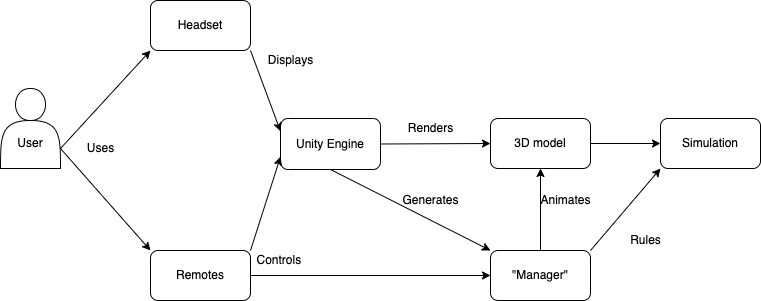 Headset
Displays
User
Uses
Unity Engine
Renders
3D model
Simulation
Generates
Animates
Rules
Remotes
Controls
"Manager"